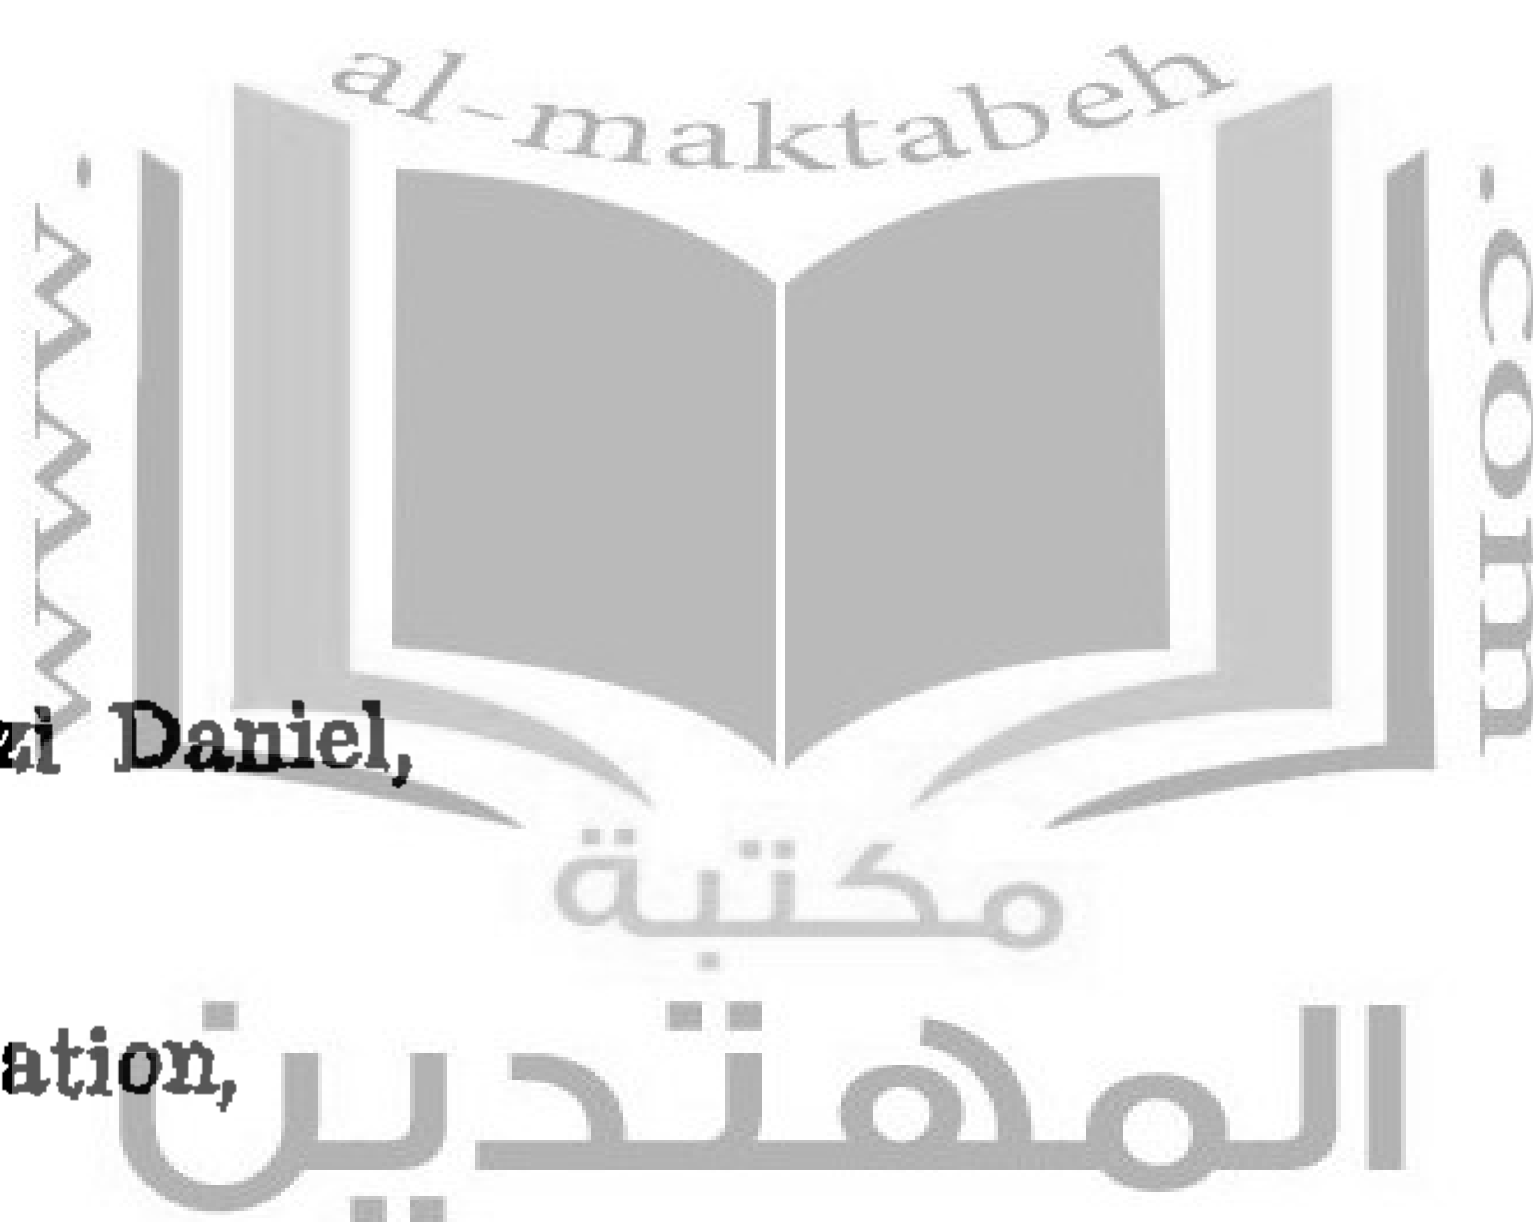 al-maktabeh
www.
.com
zi Daniel,
مكتبة
ation,
المهتدين